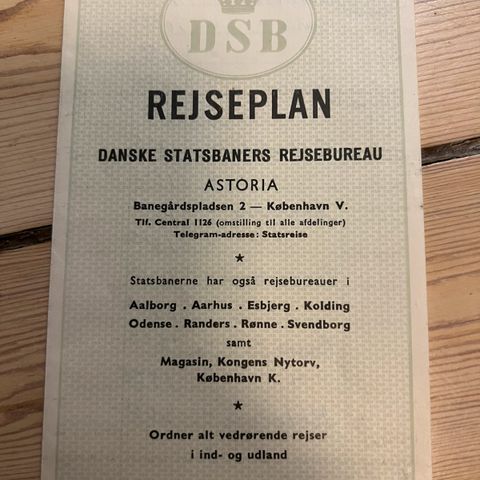 DSB
REJSEPLAN
DANSKE STATSBANERS REJSEBUREAU
ASTORIA
Banegårdspladsen 2 — København V.
Tlf. Central 1126 (omstilling til alle afdelinger)
Telegram-adresse: Statsreise
★
Statsbanerne har også rejsebureauer i
Aalborg . Aarhus . Esbjerg . Kolding
Odense . Randers . Rønne . Svendborg
samt
Magasin, Kongens Nytorv,
København K.
★
Ordner alt vedrørende rejser
i ind- og udland